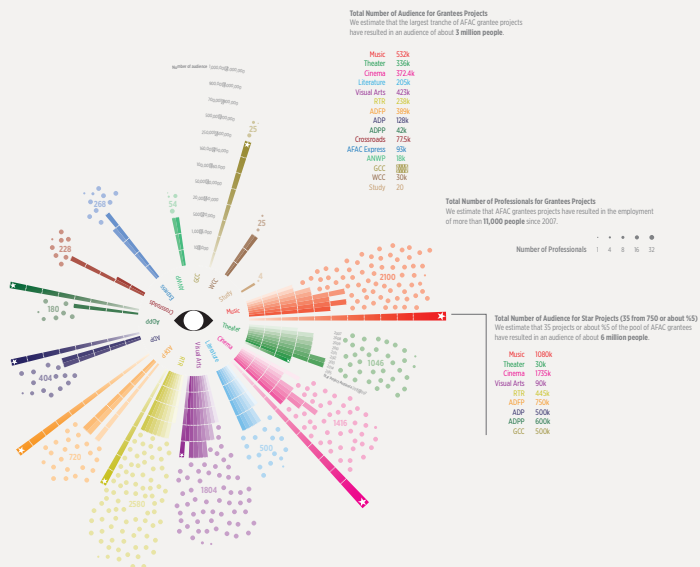 Total Number of Audience for Grantees Projects
We estimate that the largest tranche of AFAC grantee projects
have resulted in an audience of about 3 million people.
Music 532k
Theater 336k
Cinema 372.4k
Literature 205k
Visual Arts 423k
RTR 238k
ADFP 389k
ADP 128k
ADPP 42k
Crossroads 77.5k
AFAC Express 93k
ANWP 18k
GCC
WCC 30k
Study 20
Total Number of Professionals for Grantees Projects
We estimate that AFAC grantees projects have resulted in the employment
of more than 11,000 people since 2007.
Number of Professionals 1 4 8 16 32
Total Number of Audience for Star Projects (35 from 750 or about %5)
We estimate that 35 projects or about %5 of the pool of AFAC grantees
have resulted in an audience of about 6 million people.
Music 1080k
Theater 30k
Cinema 1735k
Visual Arts 90k
RTR 445k
ADFP 750k
ADP 500k
ADPP 600k
GCC 500k
Number of audience
25
268
54
25
228
180
404
720
2580
1804
500
1416
1046
2100
Music
Theater
Cinema
Literature
Visual Arts
RTR
ADFP
ADP
ADPP
Crossroads
Express
Study